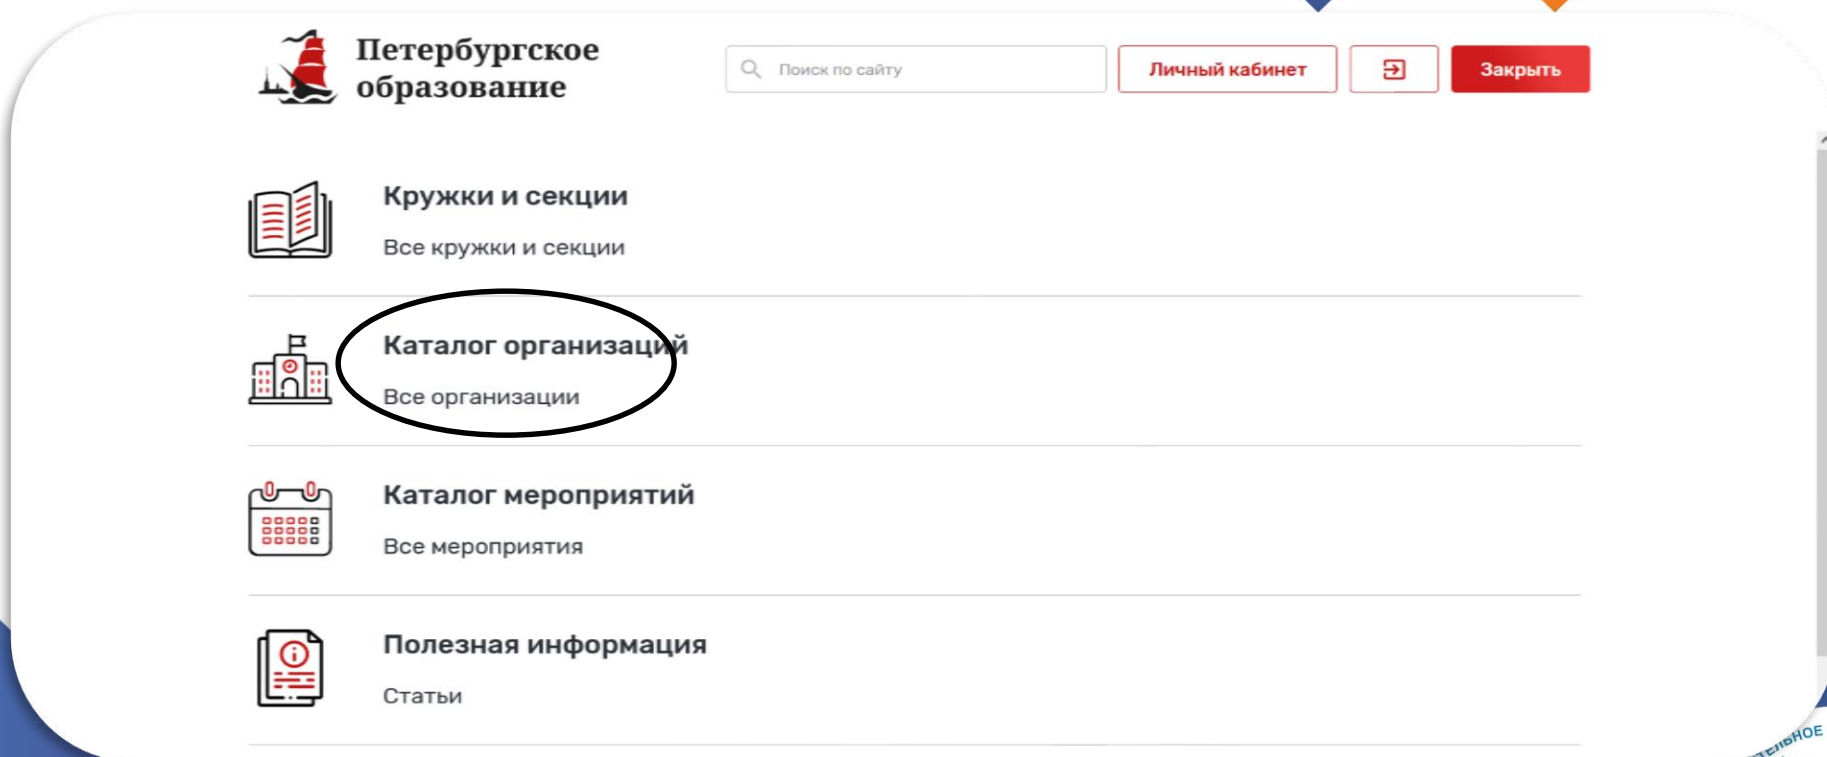 Петербургское
образование
Поиск по сайту
Личный кабинет
Закрыть
Кружки и секции
Все кружки и секции
Каталог организаций
Все организации
Каталог мероприятий
Все мероприятия
Полезная информация
Статьи